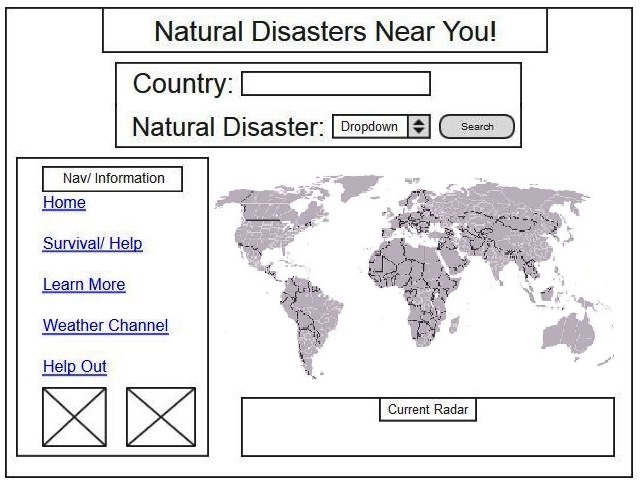 Natural Disasters Near You!
Country:
Natural Disaster: Dropdown Search
Nav/ Information
Home
Survival/ Help
Learn More
Weather Channel
Help Out
Current Radar